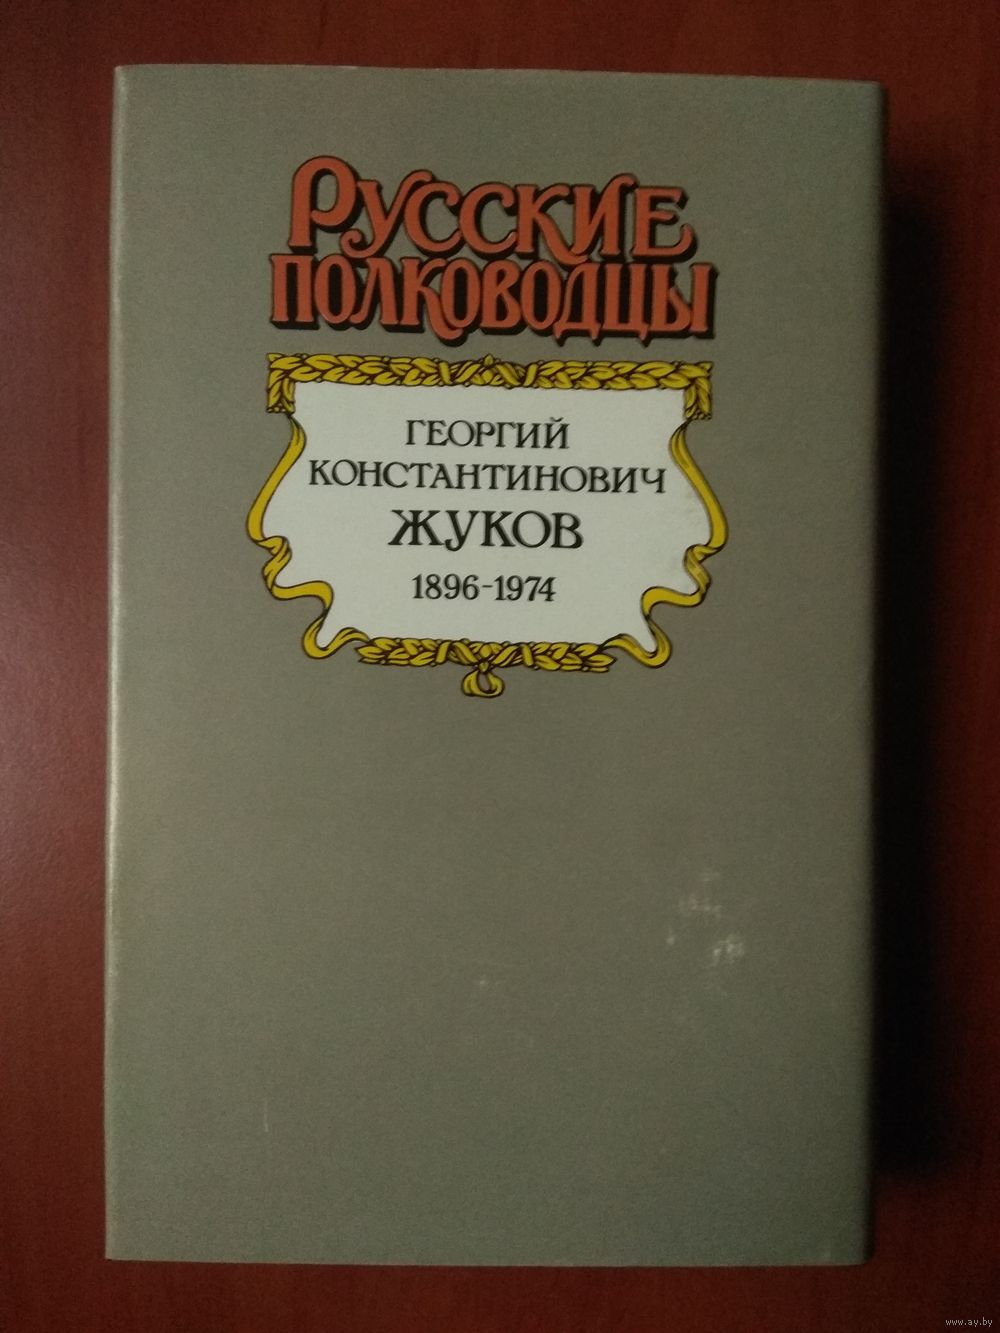 РУССКИЕ
ПОЛКОВОДЦЫ
ГЕОРГИЙ
КОНСТАНТИНОВИЧ
ЖУКОВ
1896-1974
www.ay.by